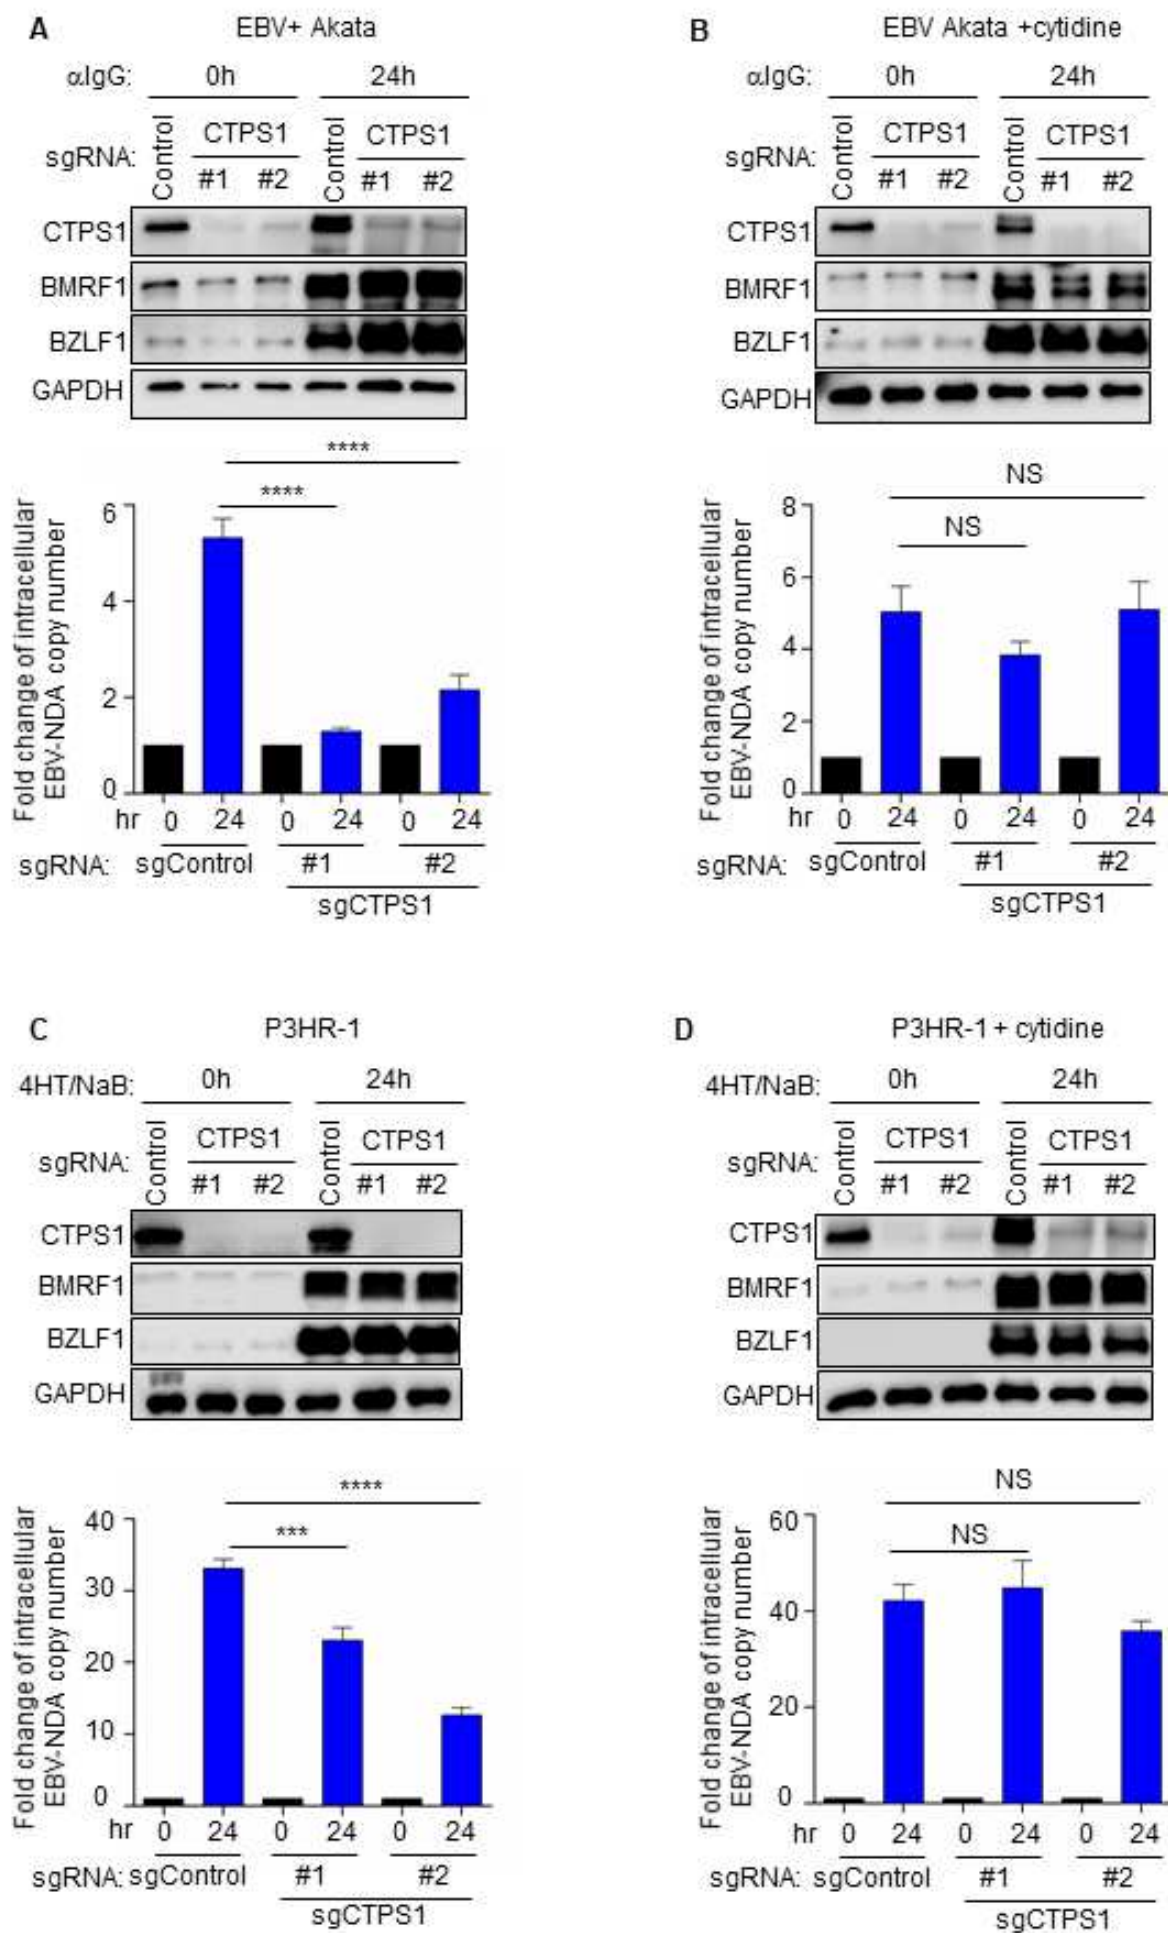 A
EBV+ Akata
αIgG: 0h 24h
sgRNA: Control CTPS1 Control CTPS1
#1 #2 #1 #2
CTPS1
BMRF1
BZLF1
GAPDH
****
****
Fold change of intracellular
EBV-NDA copy number
6
4
2
0
hr 0 24 0 24 0 24
sgRNA: sgControl #1 #2
sgCTPS1
B
EBV Akata +cytidine
αIgG: 0h 24h
sgRNA: Control CTPS1 Control CTPS1
#1 #2 #1 #2
CTPS1
BMRF1
BZLF1
GAPDH
NS
NS
Fold change of intracellular
EBV-NDA copy number
8
6
4
2
0
hr 0 24 0 24 0 24
sgRNA: sgControl #1 #2
sgCTPS1
C
P3HR-1
4HT/NaB: 0h 24h
sgRNA: Control CTPS1 Control CTPS1
#1 #2 #1 #2
CTPS1
BMRF1
BZLF1
GAPDH
****
***
Fold change of intracellular
EBV-NDA copy number
40
30
20
10
0
hr 0 24 0 24 0 24
sgRNA: sgControl #1 #2
sgCTPS1
D
P3HR-1 + cytidine
4HT/NaB: 0h 24h
sgRNA: Control CTPS1 Control CTPS1
#1 #2 #1 #2
CTPS1
BMRF1
BZLF1
GAPDH
NS
NS
Fold change of intracellular
EBV-NDA copy number
60
40
20
0
hr 0 24 0 24 0 24
sgRNA: sgControl #1 #2
sgCTPS1